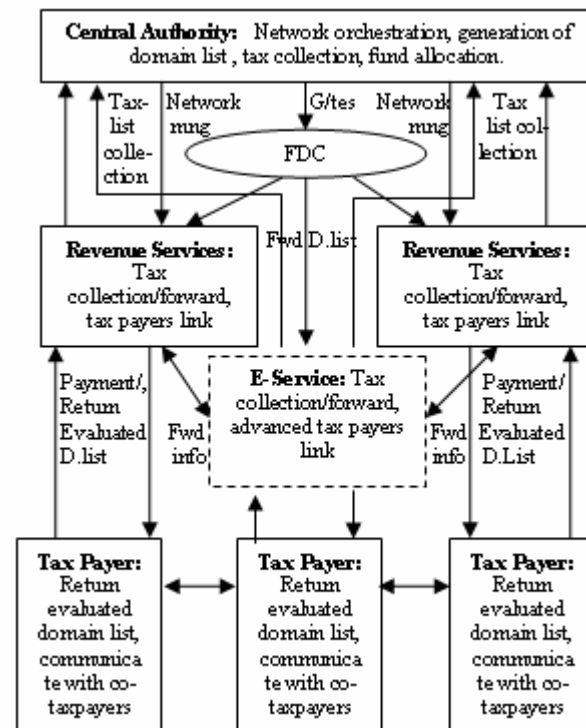 Central Authority: Network orchestration, generation of
domain list , tax collection, fund allocation.
Tax-
list
colle-
ction
Network
mng
G/tes
Network
mng
Tax
list col-
lection
FDC
Fwd D.list
Revenue Services:
Tax
collection/forward,
tax payers link
Revenue Services:
Tax
collection/forward,
tax payers link
E-Service: Tax
collection/forward,
advanced tax payers
link
Payment/,
Return
Evaluated
D.list
Fwd
info
Fwd
info
Payment/
Return
Evaluated
D.List
Tax Payer:
Return
evaluated
domain list,
communica
te with co-
taxpayers
Tax Payer:
Return
evaluated
domain list,
communica
te with co-
taxpayers
Tax Payer:
Return
evaluated
domain list,
communica
te with co-
taxpayers